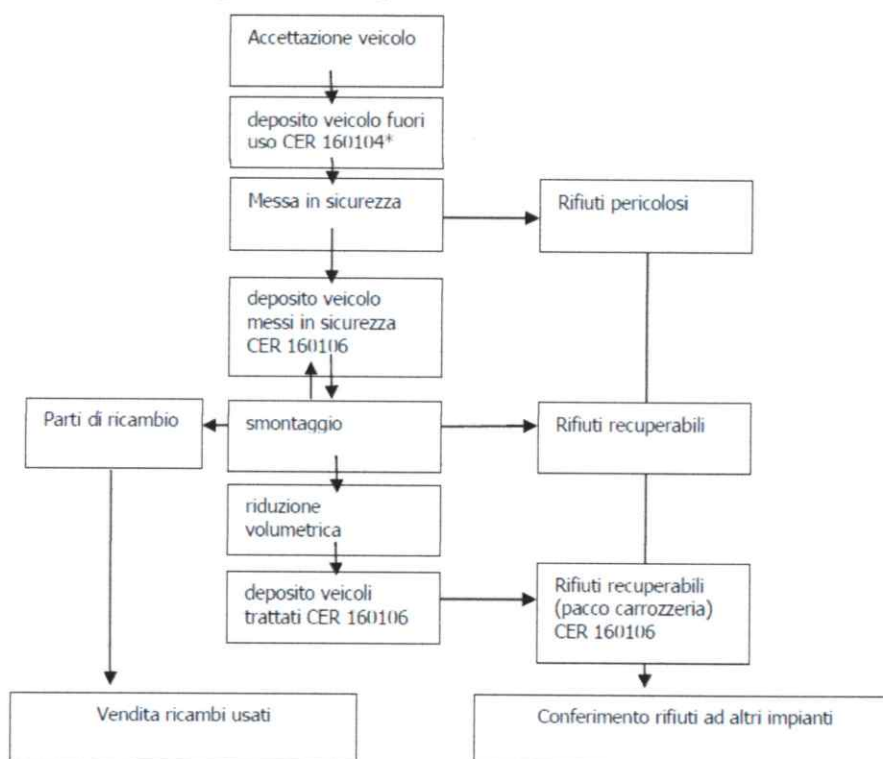 Accettazione veicolo
deposito veicolo fuori
uso CER 160104*
Messa in sicurezza
Rifiuti pericolosi
deposito veicolo
messi in sicurezza
CER 160106
Parti di ricambio
smontaggio
Rifiuti recuperabili
riduzione
volumetrica
deposito veicoli
trattati CER 160106
Rifiuti recuperabili
(pacco carrozzeria)
CER 160106
Vendita ricambi usati
Conferimento rifiuti ad altri impianti